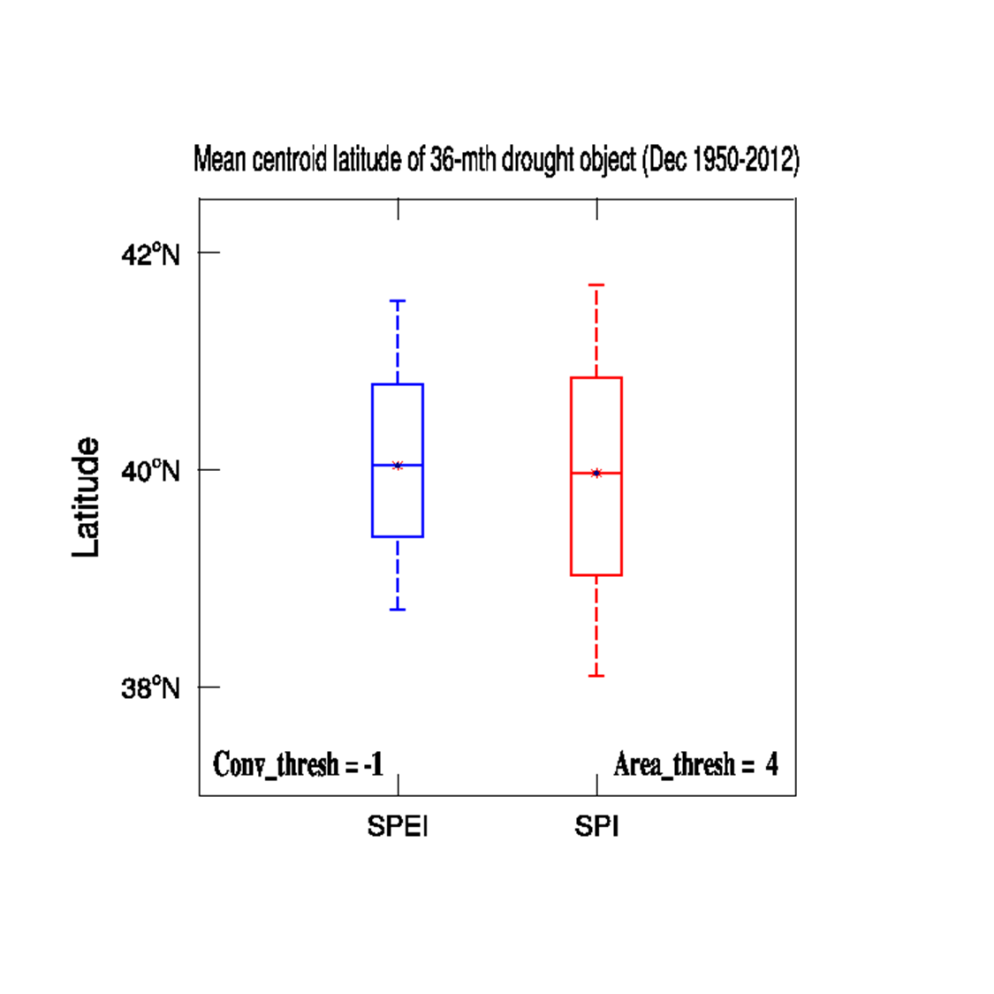 Mean centroid latitude of 36-mth drought object (Dec 1950-2012)
42°N
40°N
38°N
Latitude
Conv_thresh = -1
Area_thresh = 4
SPEI
SPI